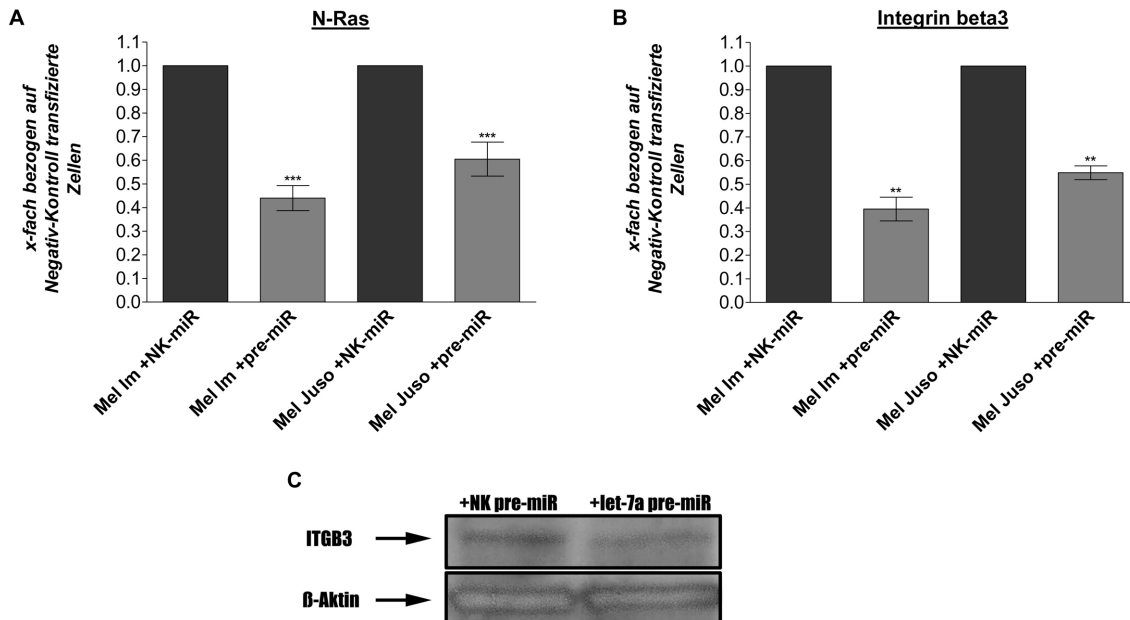 A
N-Ras
x-fach bezogen auf
Negativ-Kontroll transfizierte
Zellen
1.1
1.0
0.9
0.8
0.7
0.6
0.5
0.4
0.3
0.2
0.1
0.0
***
***
Mel Im +NK-miR
Mel Im +pre-miR
Mel Juso +NK-miR
Mel Juso +pre-miR
B
Integrin beta3
x-fach bezogen auf
Negativ-Kontroll transfizierte
Zellen
1.1
1.0
0.9
0.8
0.7
0.6
0.5
0.4
0.3
0.2
0.1
0.0
**
**
Mel Im +NK-miR
Mel Im +pre-miR
Mel Juso +NK-miR
Mel Juso +pre-miR
C
+NK pre-miR +let-7a pre-miR
ITGB3
ß-Aktin